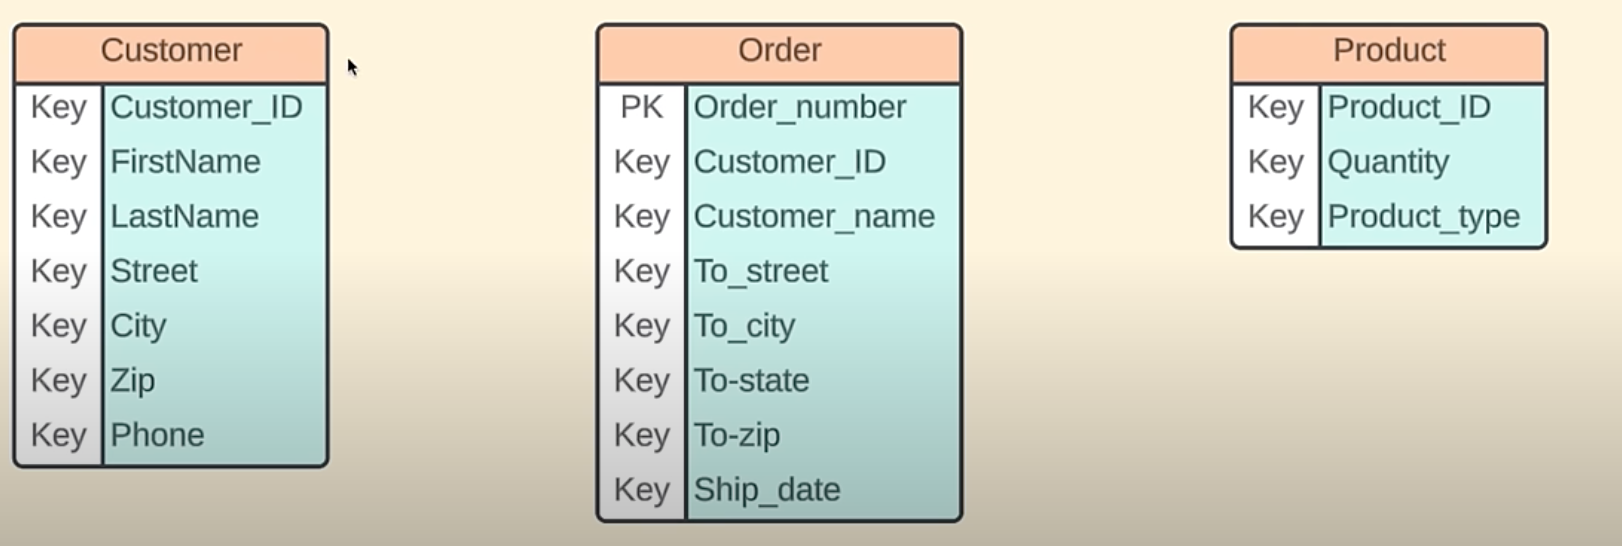 Customer
Key Customer_ID
Key FirstName
Key LastName
Key Street
Key City
Key Zip
Key Phone
Order
PK Order_number
Key Customer_ID
Key Customer_name
Key To_street
Key To_city
Key To-state
Key To-zip
Key Ship_date
Product
Key Product_ID
Key Quantity
Key Product_type